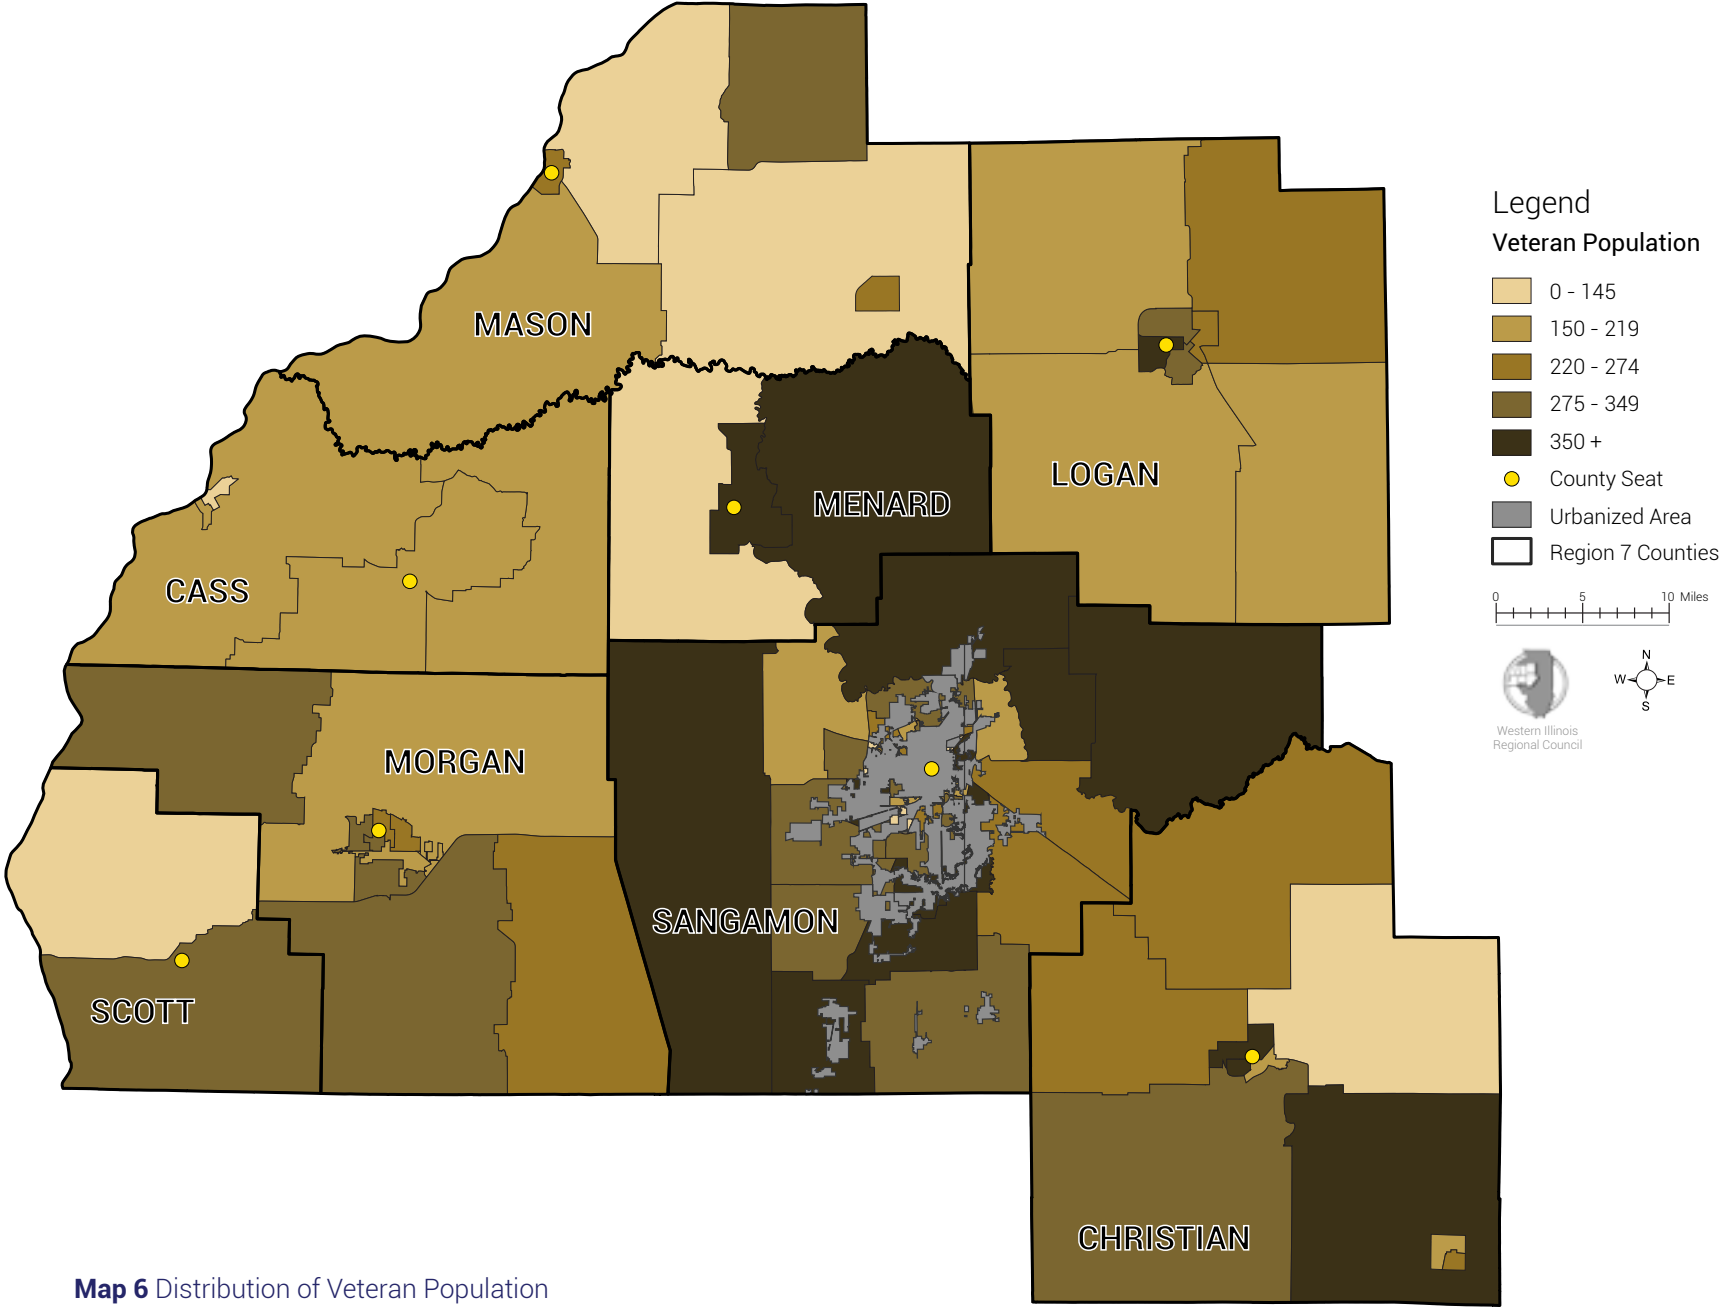 MASON
MENARD
LOGAN
CASS
MORGAN
SANGAMON
SCOTT
CHRISTIAN
Legend
Veteran Population
0 - 145
150 - 219
220 - 274
275 - 349
350 +
County Seat
Urbanized Area
Region 7 Counties
0 5 10 Miles
N
W E
S
Western Illinois
Regional Council
Map 6 Distribution of Veteran Population